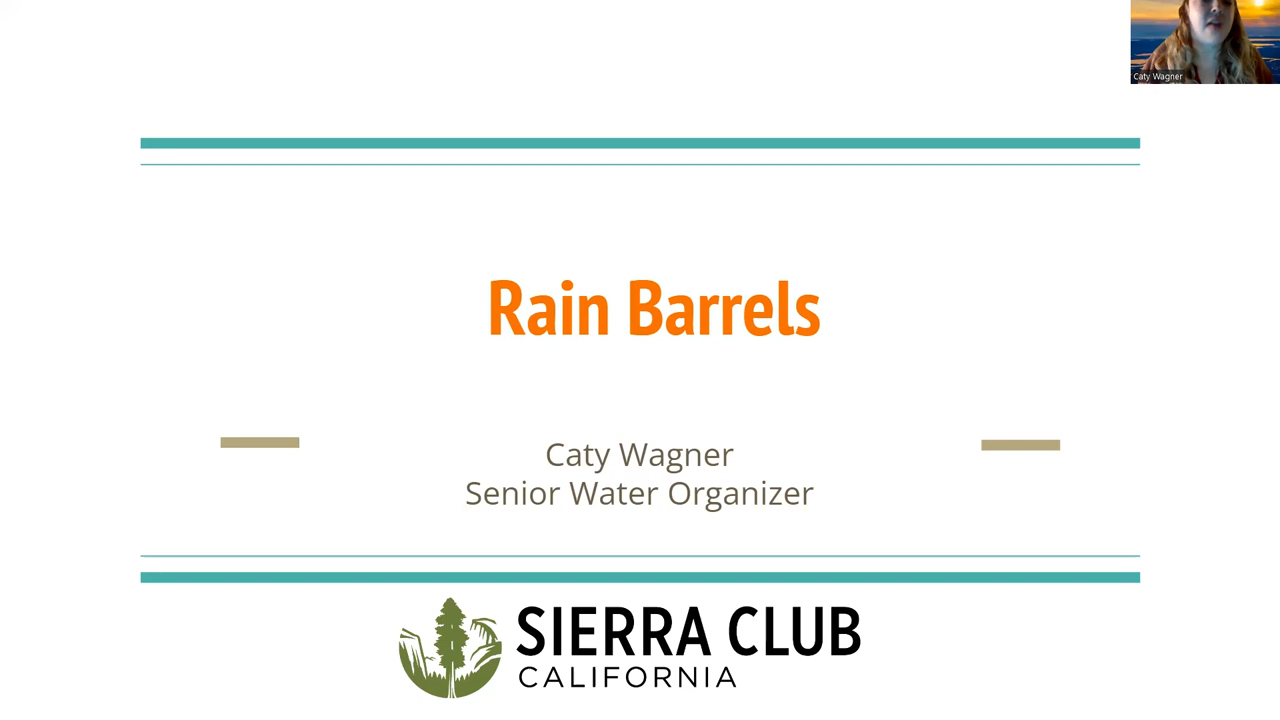 Caty Wagner
Rain Barrels
Caty Wagner
Senior Water Organizer
SIERRA CLUB
CALIFORNIA